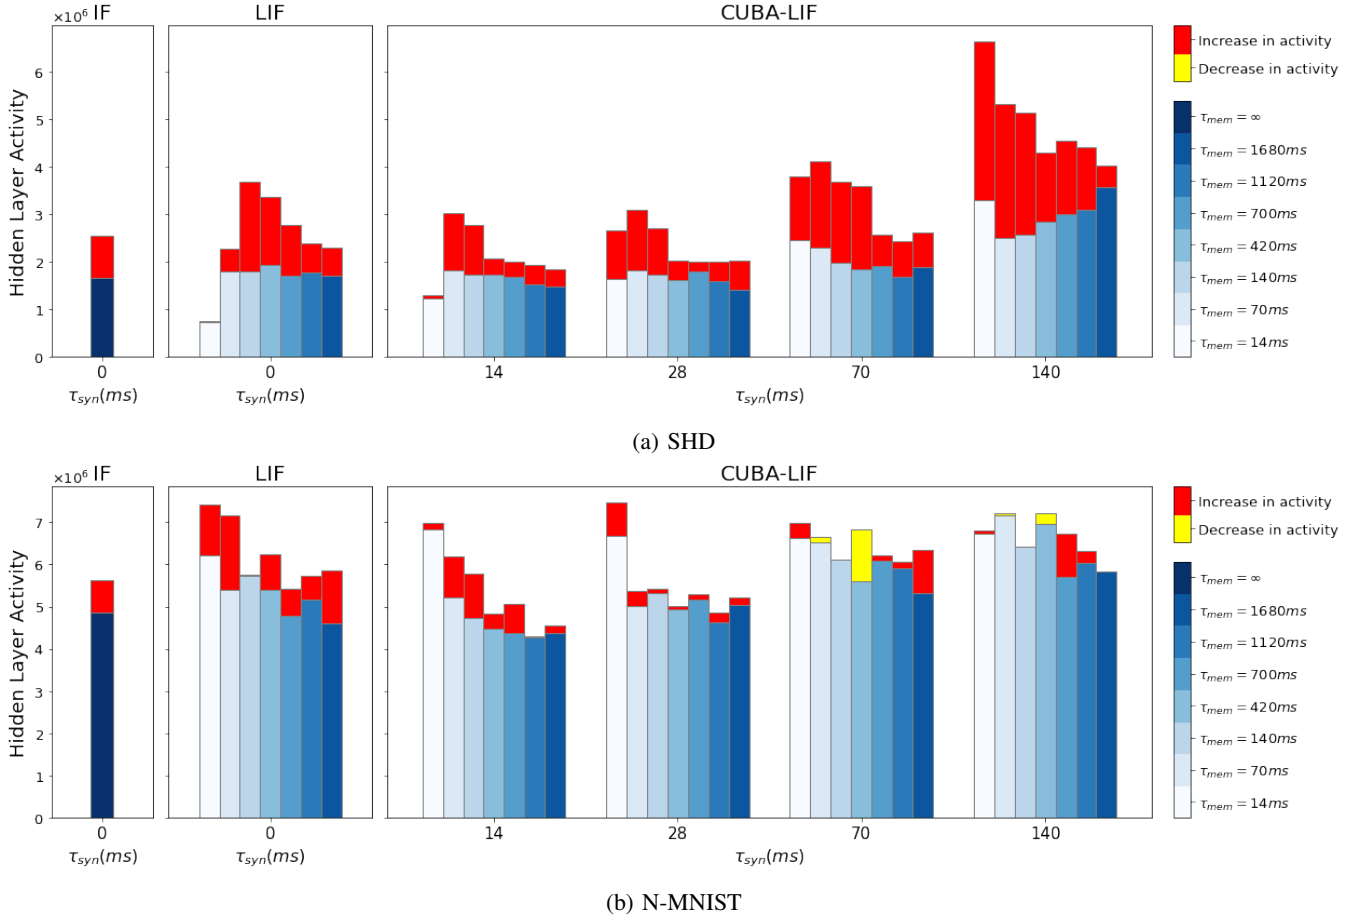 IF LIF CUBA-LIF
×10⁶
Hidden Layer Activity
6
5
4
3
2
1
0
0 0 14 28 70 140
τsyn(ms) τsyn(ms) τsyn(ms)
Increase in activity
Decrease in activity
τmem = ∞
τmem = 1680ms
τmem = 1120ms
τmem = 700ms
τmem = 420ms
τmem = 140ms
τmem = 70ms
τmem = 14ms
(a) SHD
IF LIF CUBA-LIF
×10⁶
Hidden Layer Activity
7
6
5
4
3
2
1
0
0 0 14 28 70 140
τsyn(ms) τsyn(ms) τsyn(ms)
Increase in activity
Decrease in activity
τmem = ∞
τmem = 1680ms
τmem = 1120ms
τmem = 700ms
τmem = 420ms
τmem = 140ms
τmem = 70ms
τmem = 14ms
(b) N-MNIST